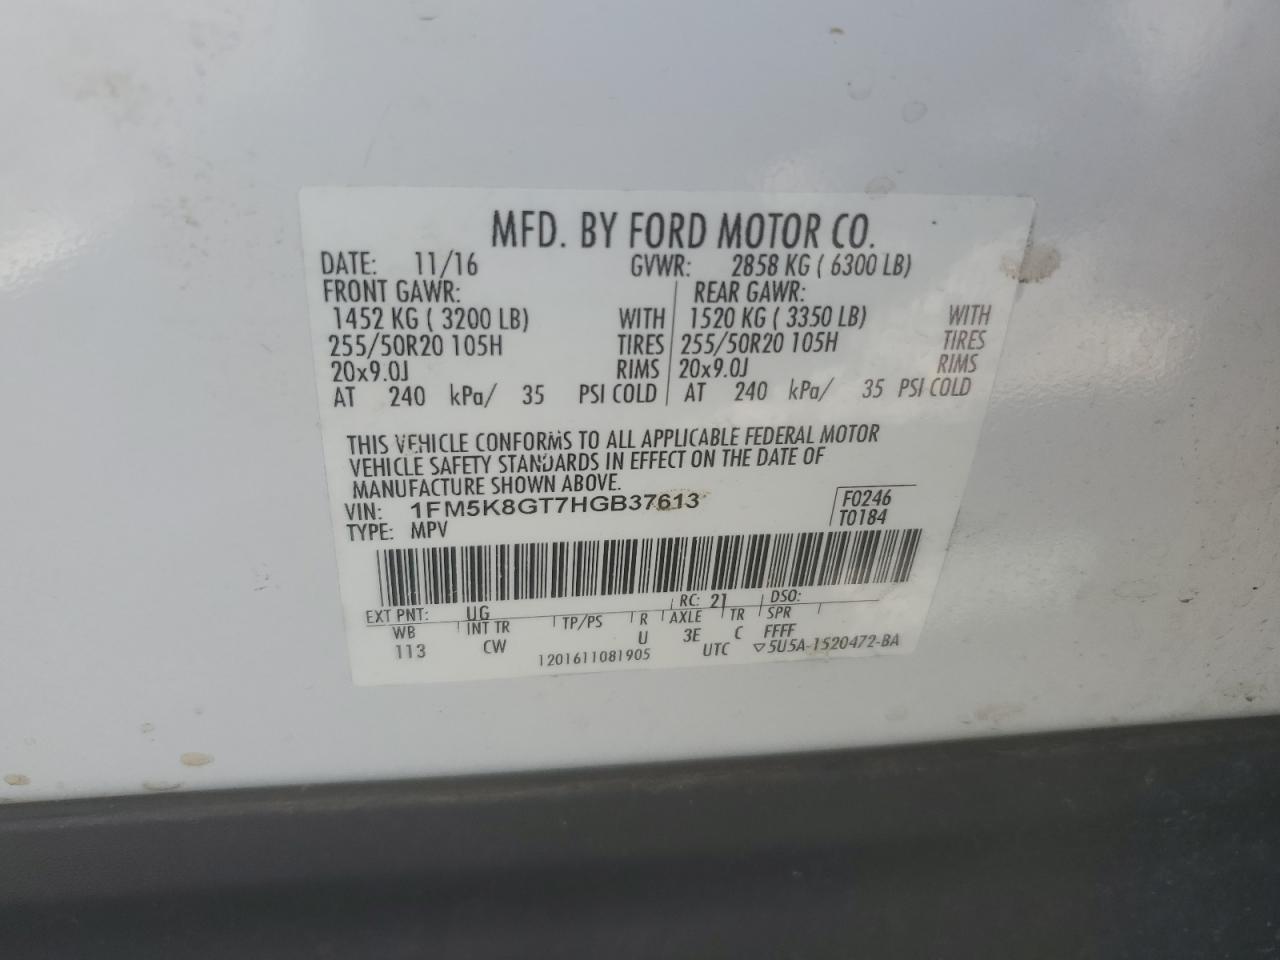 MFD. BY FORD MOTOR CO.
DATE: 11/16 GVWR: 2858 KG ( 6300 LB)
FRONT GAWR: REAR GAWR:
1452 KG ( 3200 LB) WITH 1520 KG ( 3350 LB) WITH
255/50R20 105H TIRES 255/50R20 105H TIRES
20x9.0J RIMS 20x9.0J RIMS
AT 240 kPa/ 35 PSI COLD AT 240 kPa/ 35 PSI COLD
THIS VEHICLE CONFORMS TO ALL APPLICABLE FEDERAL MOTOR
VEHICLE SAFETY STANDARDS IN EFFECT ON THE DATE OF
MANUFACTURE SHOWN ABOVE.
VIN: 1FM5K8GT7HGB37613 F0246
TYPE: MPV T0184
EXT PNT: UG RC: 21 DSO:
WB INT TR TP/PS R AXLE TR SPR
113 CW U 3E C FFFF
1201611081905 UTC ▽5U5A-1520472-BA